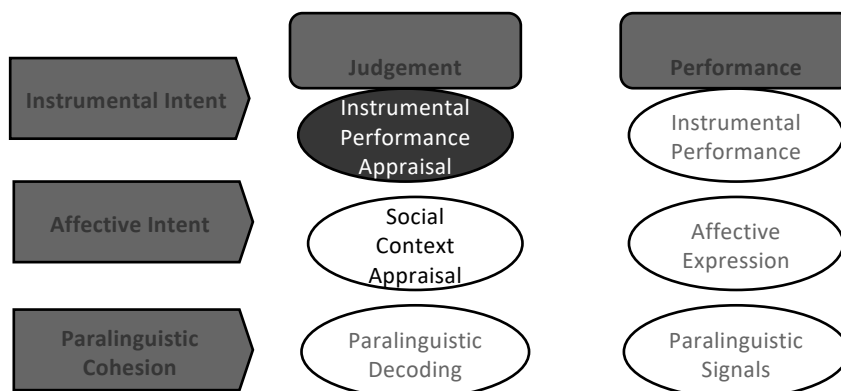 Judgement
Performance
Instrumental Intent
Instrumental
Performance
Appraisal
Instrumental
Performance
Affective Intent
Social
Context
Appraisal
Affective
Expression
Paralinguistic
Cohesion
Paralinguistic
Decoding
Paralinguistic
Signals